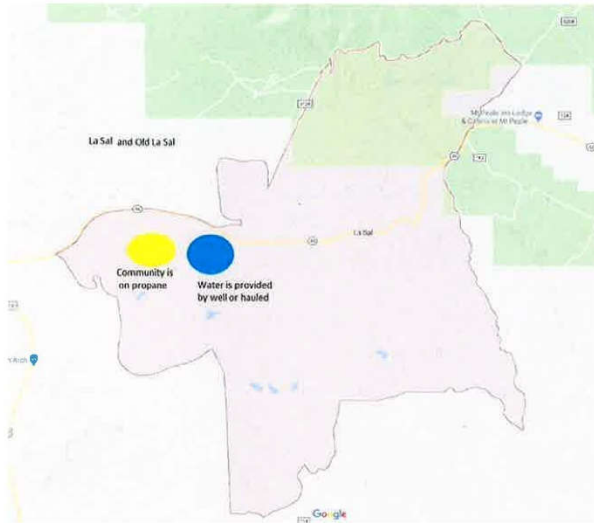 La Sal and Old La Sal
Mt Peale Inn Lodge
& Cabins at Mt Peale
46
La Sal
Community is
on propane
Water is provided
by well or hauled
Google